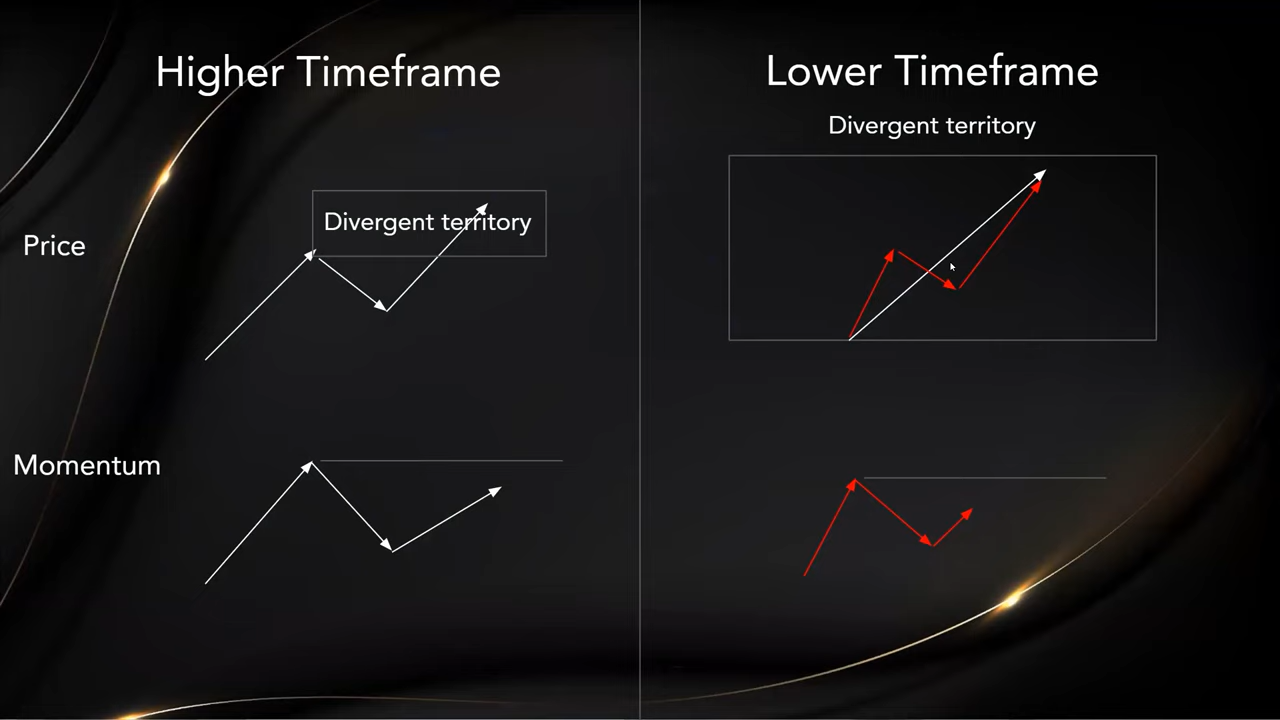 Higher Timeframe
Lower Timeframe
Divergent territory
Divergent territory
Price
Momentum